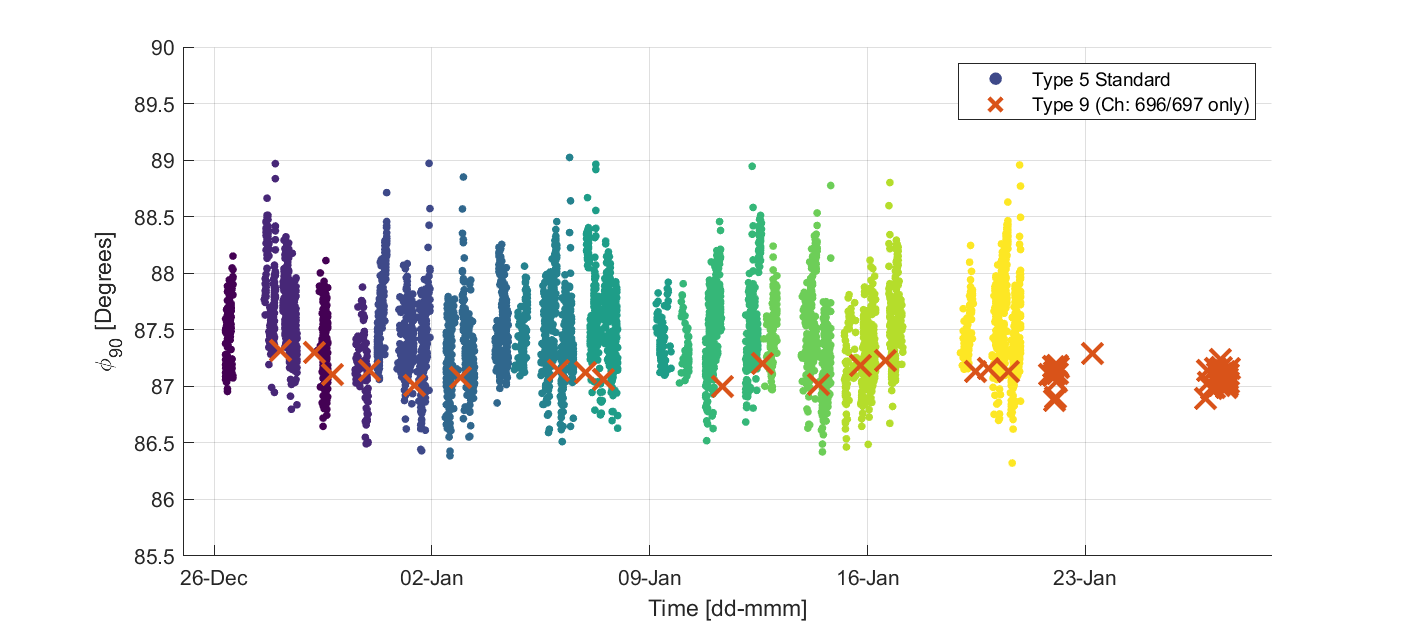 90
89.5
89
88.5
88
87.5
87
86.5
86
85.5
ϕ90 [Degrees]
Type 5 Standard
Type 9 (Ch: 696/697 only)
26-Dec
02-Jan
09-Jan
16-Jan
23-Jan
Time [dd-mmm]